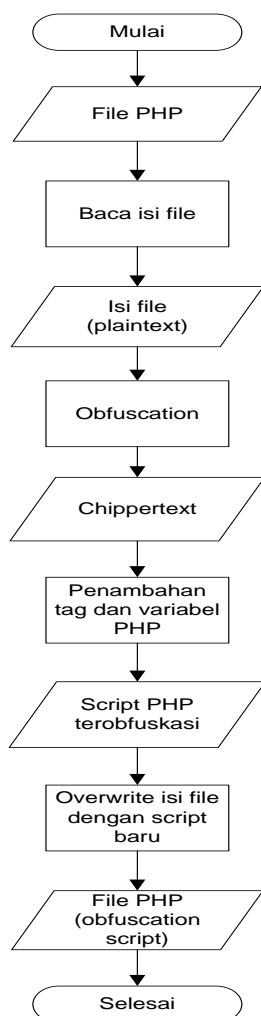 Mulai
File PHP
Baca isi file
Isi file
(plaintext)
Obfuscation
Chippertext
Penambahan
tag dan variabel
PHP
Script PHP
terobfuskasi
Overwrite isi file
dengan script
baru
File PHP
(obfuscation
script)
Selesai